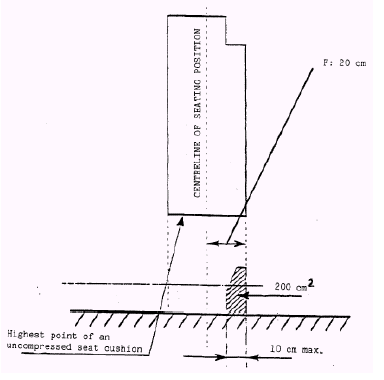 CENTRELINE OF SEATING POSITION
F: 20 cm
200 cm2
Highest point of an
uncompressed seat cushion
10 cm max.